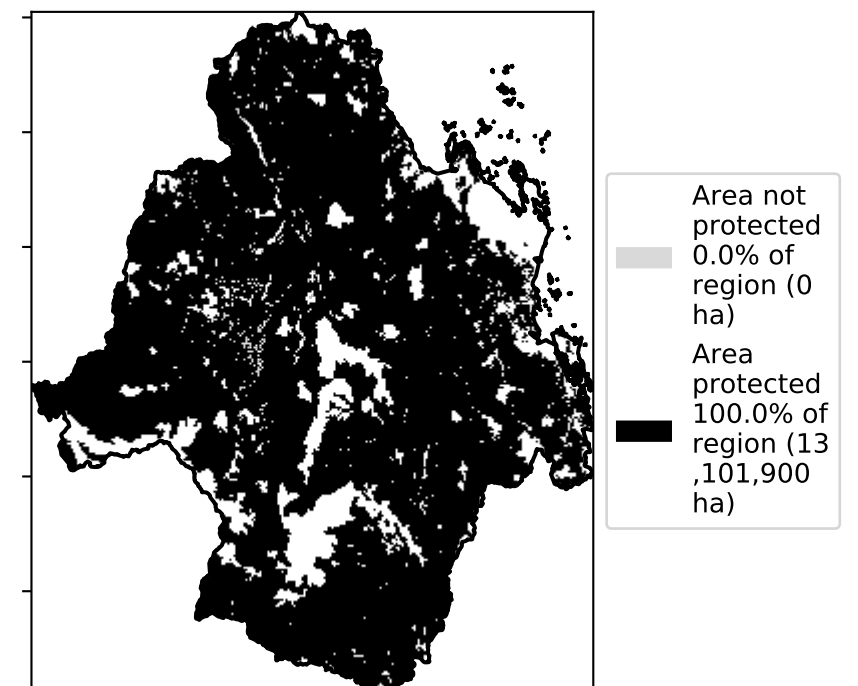 Area not
protected
0.0% of
region (0
ha)
Area
protected
100.0% of
region (13
,101,900
ha)